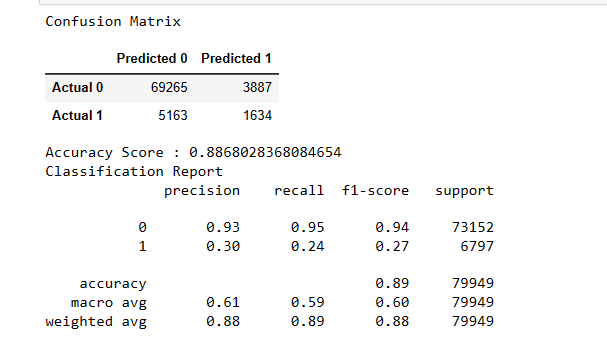 Confusion Matrix
Predicted 0 Predicted 1
Actual 0 69265 3887
Actual 1 5163 1634
Accuracy Score : 0.8868028368084654
Classification Report
precision recall f1-score support
0 0.93 0.95 0.94 73152
1 0.30 0.24 0.27 6797
accuracy 0.89 79949
macro avg 0.61 0.59 0.60 79949
weighted avg 0.88 0.89 0.88 79949